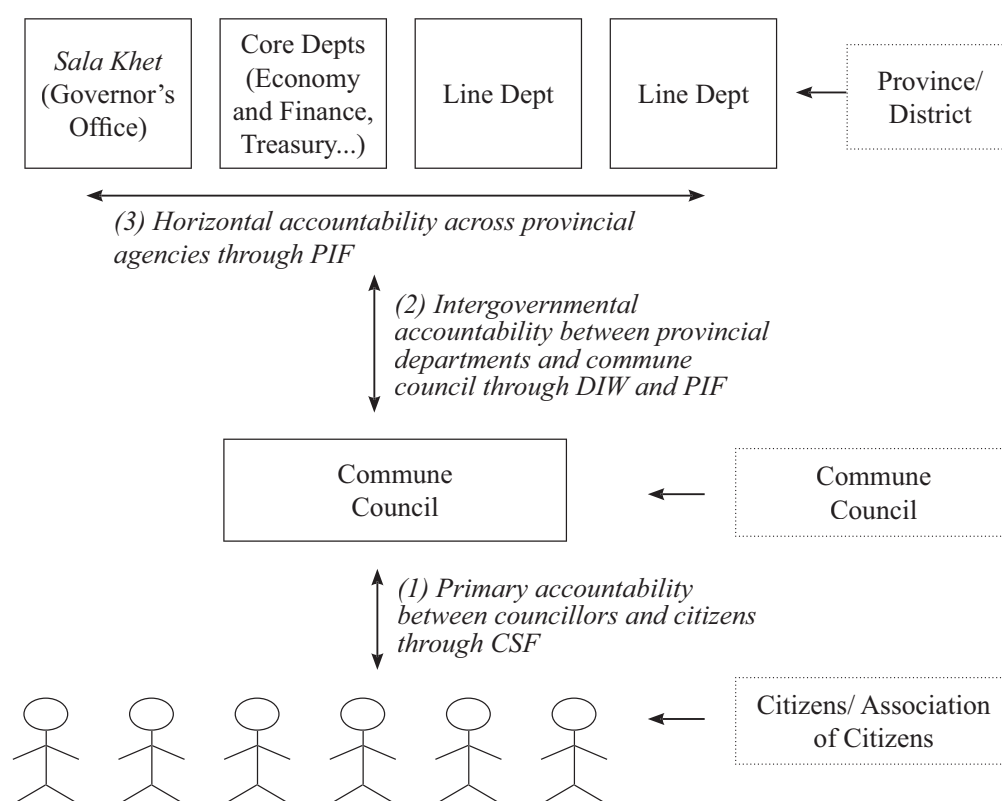 Sala Khet
(Governor's
Office)
Core Depts
(Economy
and Finance,
Treasury...)
Line Dept
Line Dept
Province/
District
(3) Horizontal accountability across provincial
agencies through PIF
(2) Intergovernmental
accountability between provincial
departments and commune
council through DIW and PIF
Commune
Council
Commune
Council
(1) Primary accountability
between councillors and citizens
through CSF
Citizens/ Association
of Citizens